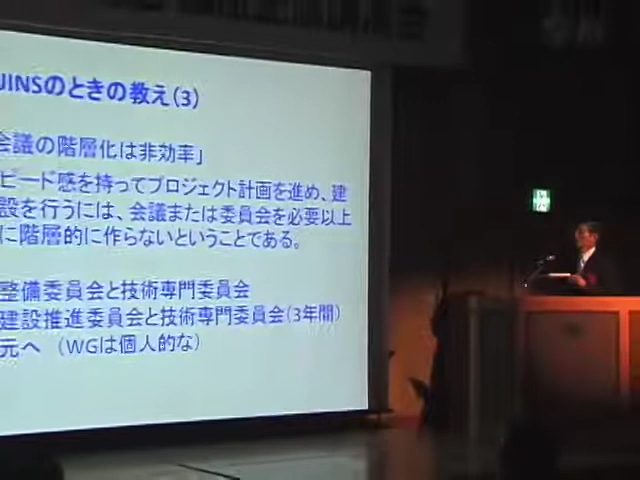 UINSのときの教え(3)
会議の階層化は非効率」
ピード感を持ってプロジェクト計画を進め、建
設を行うには、会議または委員会を必要以上
に階層的に作らないということである。
整備委員会と技術専門委員会
建設推進委員会と技術専門委員会(3年間)
元へ (WGは個人的な)